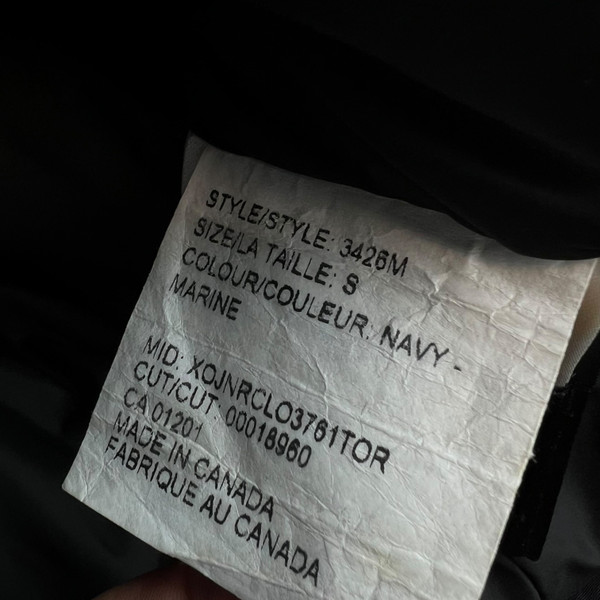 STYLE/STYLE: 3426M
SIZE/LA TAILLE: S
COLOUR/COULEUR: NAVY -
MARINE
MID: XOJNRCLO3761TOR
CUT/CUT: 00018960
CA 01201
MADE IN CANADA
FABRIQUE AU CANADA